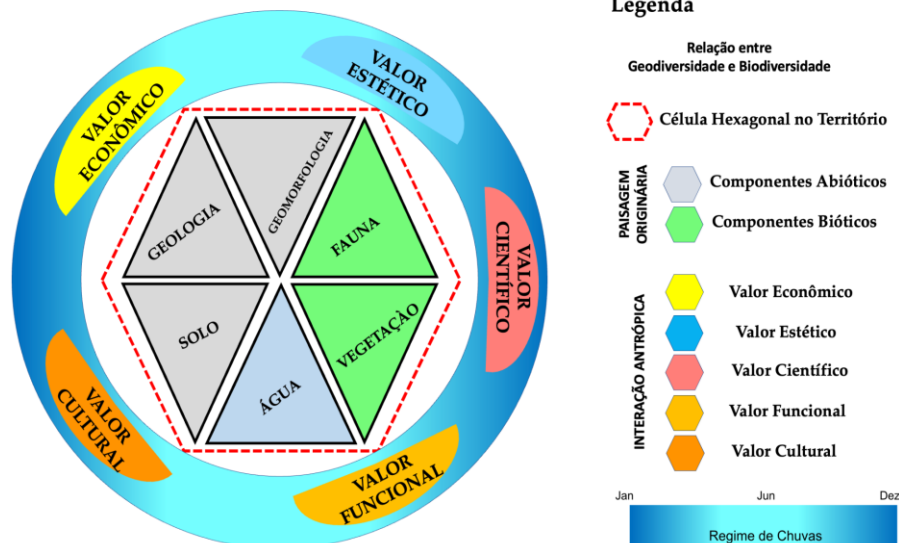 VALOR
ECONÔMICO
VALOR
ESTÉTICO
VALOR
CIENTÍFICO
VALOR
FUNCIONAL
VALOR
CULTURAL
GEOLOGIA
GEOMORFOLOGIA
FAUNA
SOLO
ÁGUA
VEGETAÇÀO
Legenda
Relação entre
Geodiversidade e Biodiversidade
Célula Hexagonal no Território
PAISAGEM
ORIGINÁRIA
Componentes Abióticos
Componentes Bióticos
INTERAÇÃO ANTRÓPICA
Valor Econômico
Valor Estético
Valor Científico
Valor Funcional
Valor Cultural
Jan Jun Dez
Regime de Chuvas